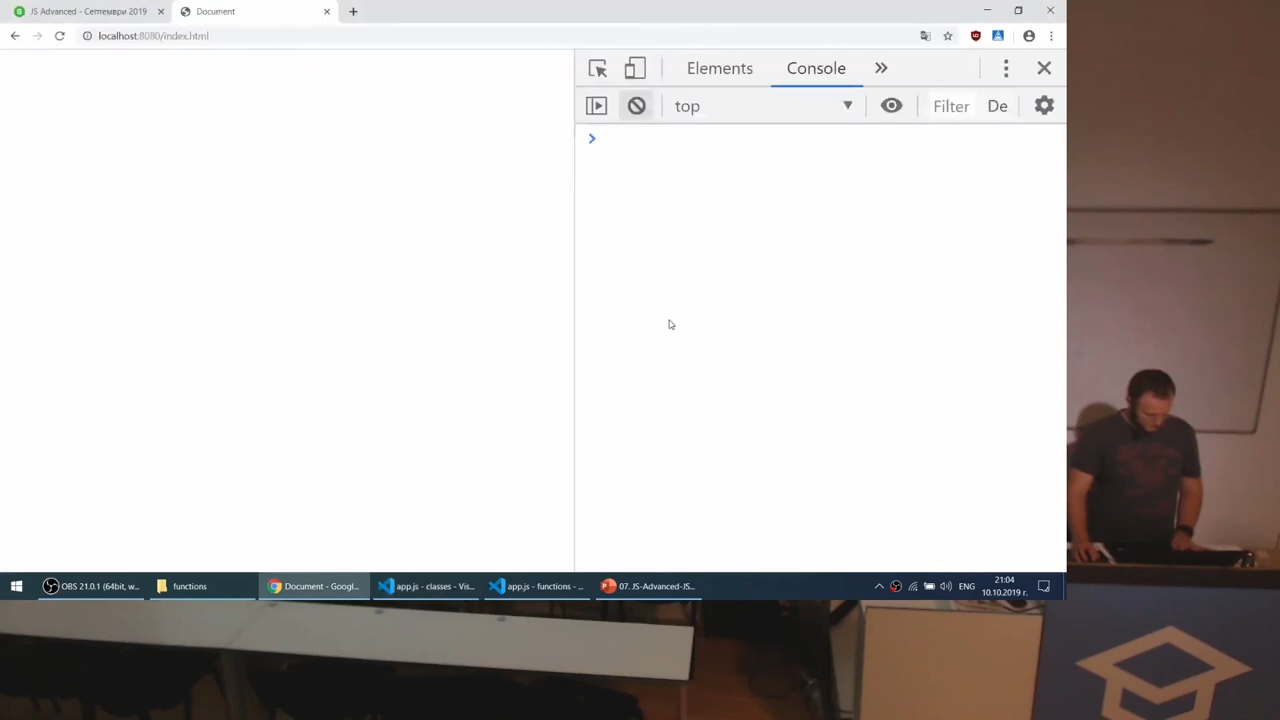 JS Advanced - Септември 2019
Document
localhost:8080/index.html
Elements
Console
top
Filter
De
OBS 21.0.1 (64bit, w...
functions
Document - Googl...
app.js - classes - Vis...
app.js - functions - ...
07. JS-Advanced-JS...
ЕНГ
21:04
10.10.2019 г.